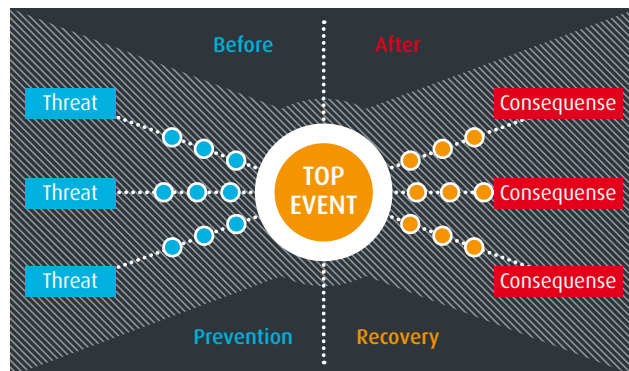 Before
After
Threat
Consequense
Threat
TOP
EVENT
Consequense
Threat
Consequense
Prevention
Recovery